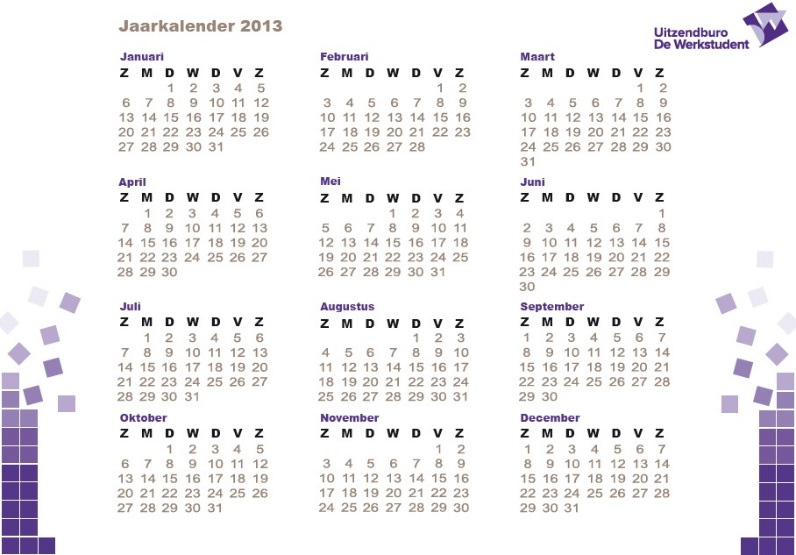 Jaarkalender 2013
Uitzendburo
De Werkstudent
Januari
Z M D W D V Z
1 2 3 4 5
6 7 8 9 10 11 12
13 14 15 16 17 18 19
20 21 22 23 24 25 26
27 28 29 30 31
Februari
Z M D W D V Z
1 2
3 4 5 6 7 8 9
10 11 12 13 14 15 16
17 18 19 20 21 22 23
24 25 26 27 28
Maart
Z M D W D V Z
1 2
3 4 5 6 7 8 9
10 11 12 13 14 15 16
17 18 19 20 21 22 23
24 25 26 27 28 29 30
31
April
Z M D W D V Z
1 2 3 4 5 6
7 8 9 10 11 12 13
14 15 16 17 18 19 20
21 22 23 24 25 26 27
28 29 30
Mei
Z M D W D V Z
1 2 3 4
5 6 7 8 9 10 11
12 13 14 15 16 17 18
19 20 21 22 23 24 25
26 27 28 29 30 31
Juni
Z M D W D V Z
1
2 3 4 5 6 7 8
9 10 11 12 13 14 15
16 17 18 19 20 21 22
23 24 25 26 27 28 29
30
Juli
Z M D W D V Z
1 2 3 4 5 6
7 8 9 10 11 12 13
14 15 16 17 18 19 20
21 22 23 24 25 26 27
28 29 30 31
Augustus
Z M D W D V Z
1 2 3
4 5 6 7 8 9 10
11 12 13 14 15 16 17
18 19 20 21 22 23 24
25 26 27 28 29 30 31
September
Z M D W D V Z
1 2 3 4 5 6 7
8 9 10 11 12 13 14
15 16 17 18 19 20 21
22 23 24 25 26 27 28
29 30
Oktober
Z M D W D V Z
1 2 3 4 5
6 7 8 9 10 11 12
13 14 15 16 17 18 19
20 21 22 23 24 25 26
27 28 29 30 31
November
Z M D W D V Z
1 2
3 4 5 6 7 8 9
10 11 12 13 14 15 16
17 18 19 20 21 22 23
24 25 26 27 28 29 30
December
Z M D W D V Z
1 2 3 4 5 6 7
8 9 10 11 12 13 14
15 16 17 18 19 20 21
22 23 24 25 26 27 28
29 30 31